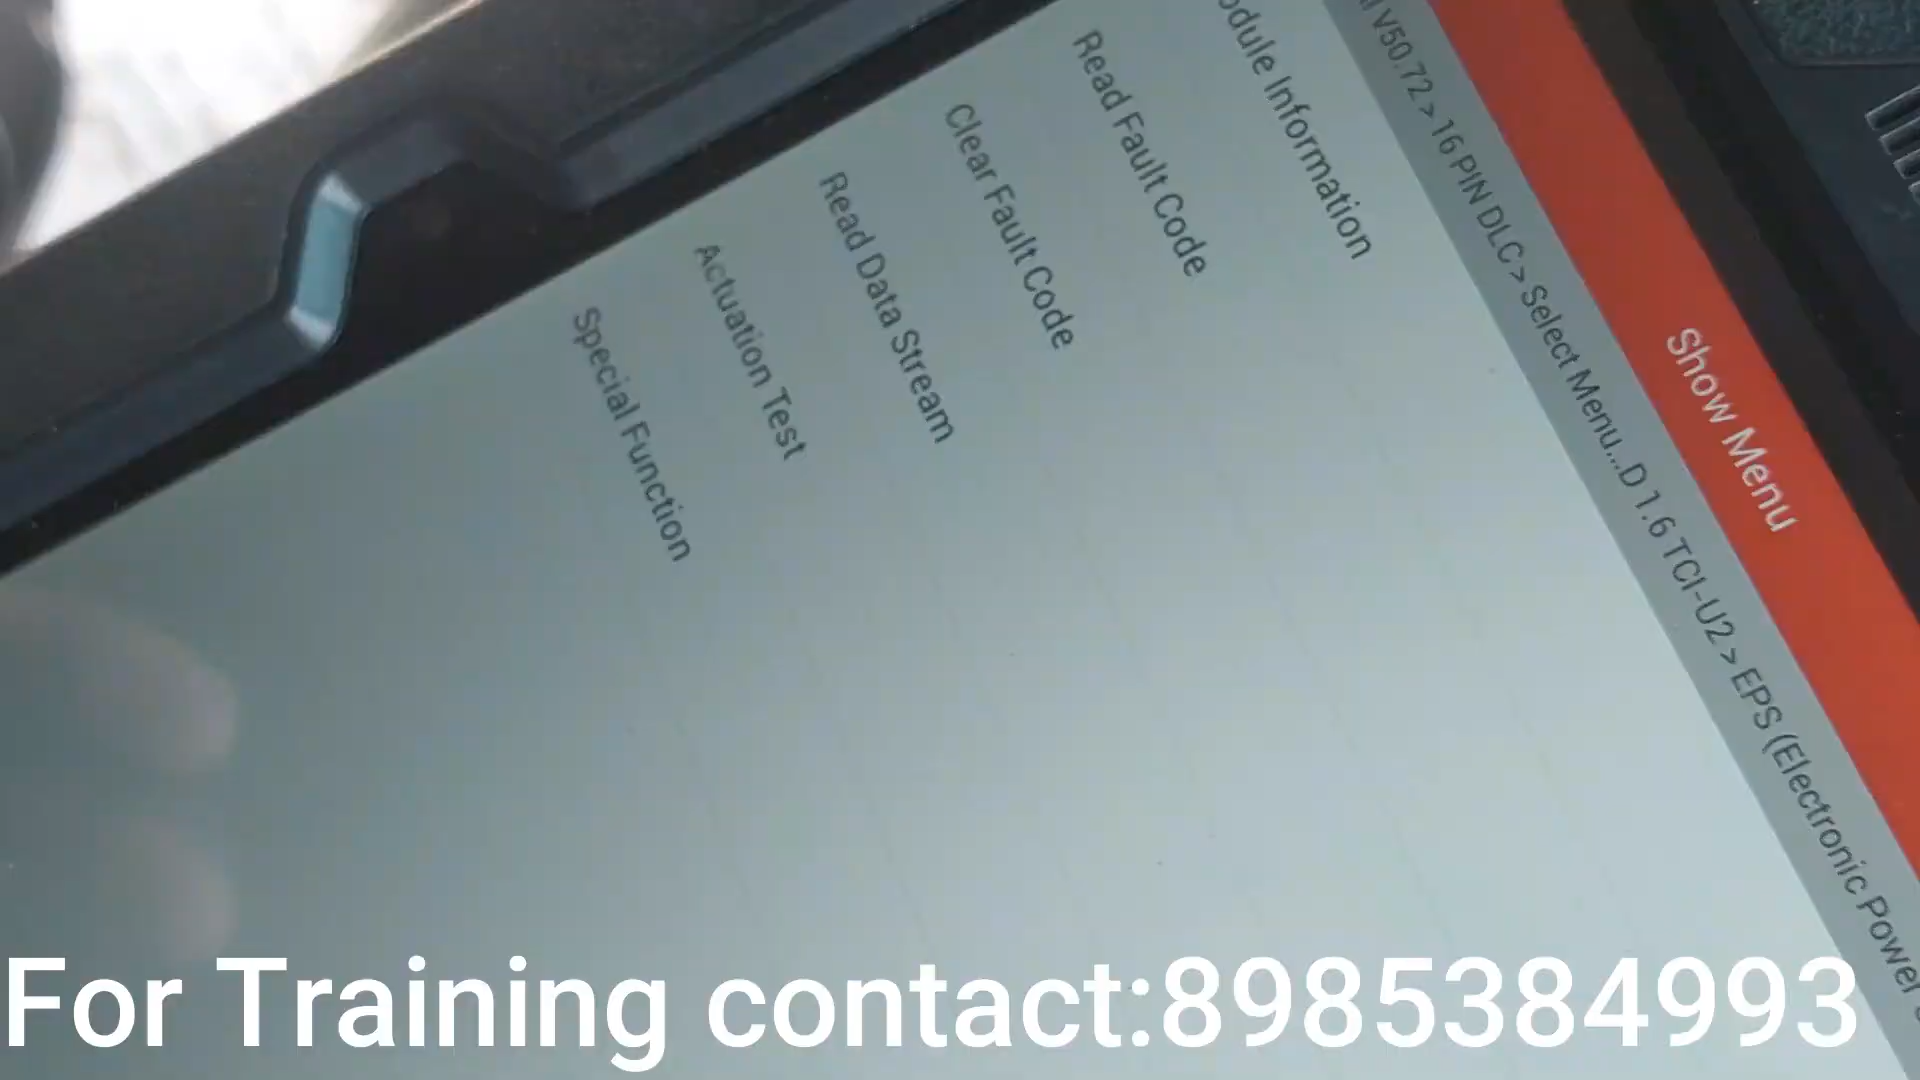 Show Menu
V50.72 > 16 PIN DLC > Select Menu...D 1.6 TCI-U2 > EPS (Electronic Power
Information
Read Fault Code
Clear Fault Code
Read Data Stream
Actuation Test
Special Function
For Training contact:8985384993